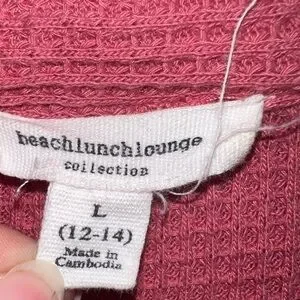 beachlunchlounge
collection
L
(12-14)
Made in
Cambodia